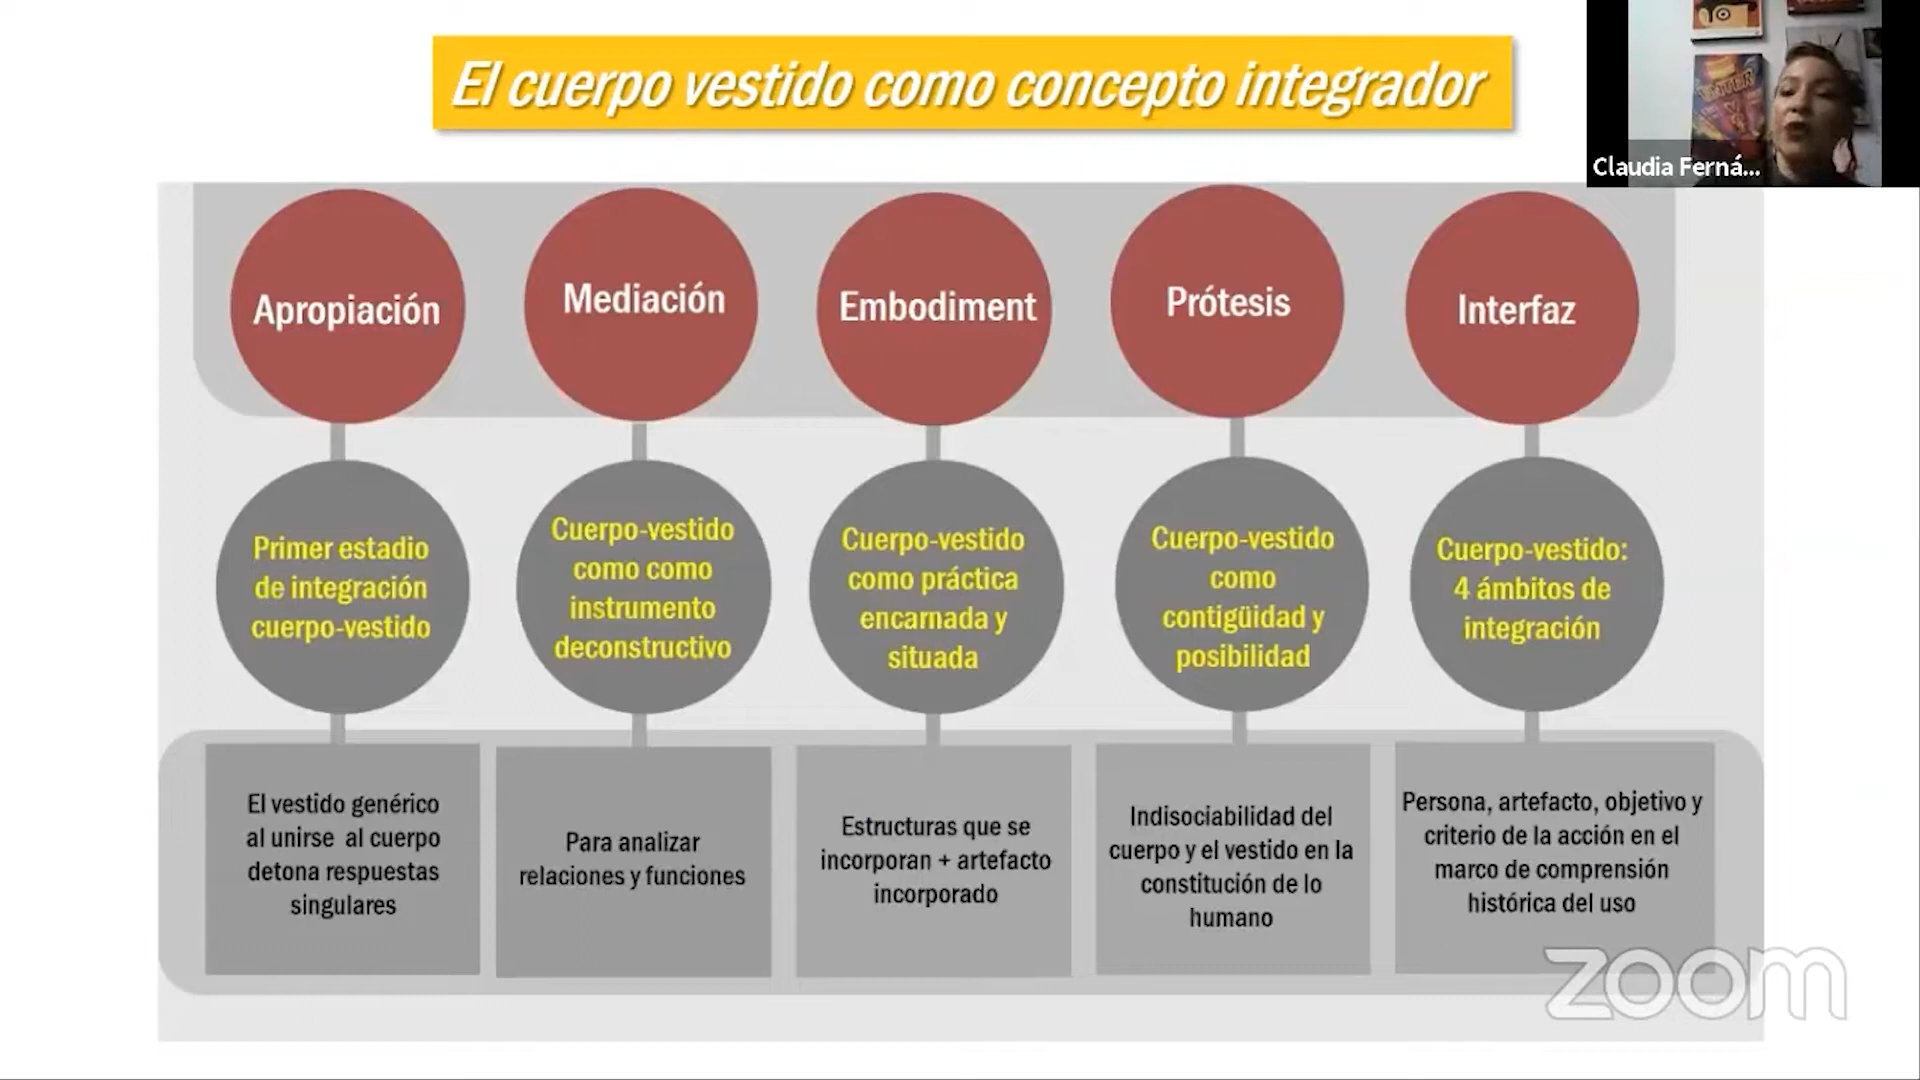 El cuerpo vestido como concepto integrador
Claudia Ferná...
Apropiación
Mediación
Embodiment
Prótesis
Interfaz
Primer estadio
de integración
cuerpo-vestido
Cuerpo-vestido
como como
instrumento
deconstructivo
Cuerpo-vestido
como práctica
encarnada y
situada
Cuerpo-vestido
como
contigüidad y
posibilidad
Cuerpo-vestido:
4 ámbitos de
integración
El vestido genérico
al unirse al cuerpo
detona respuestas
singulares
Para analizar
relaciones y funciones
Estructuras que se
incorporan + artefacto
incorporado
Indisociabilidad del
cuerpo y el vestido en la
constitución de lo
humano
Persona, artefacto, objetivo y
criterio de la acción en el
marco de comprensión
histórica del uso
zoom